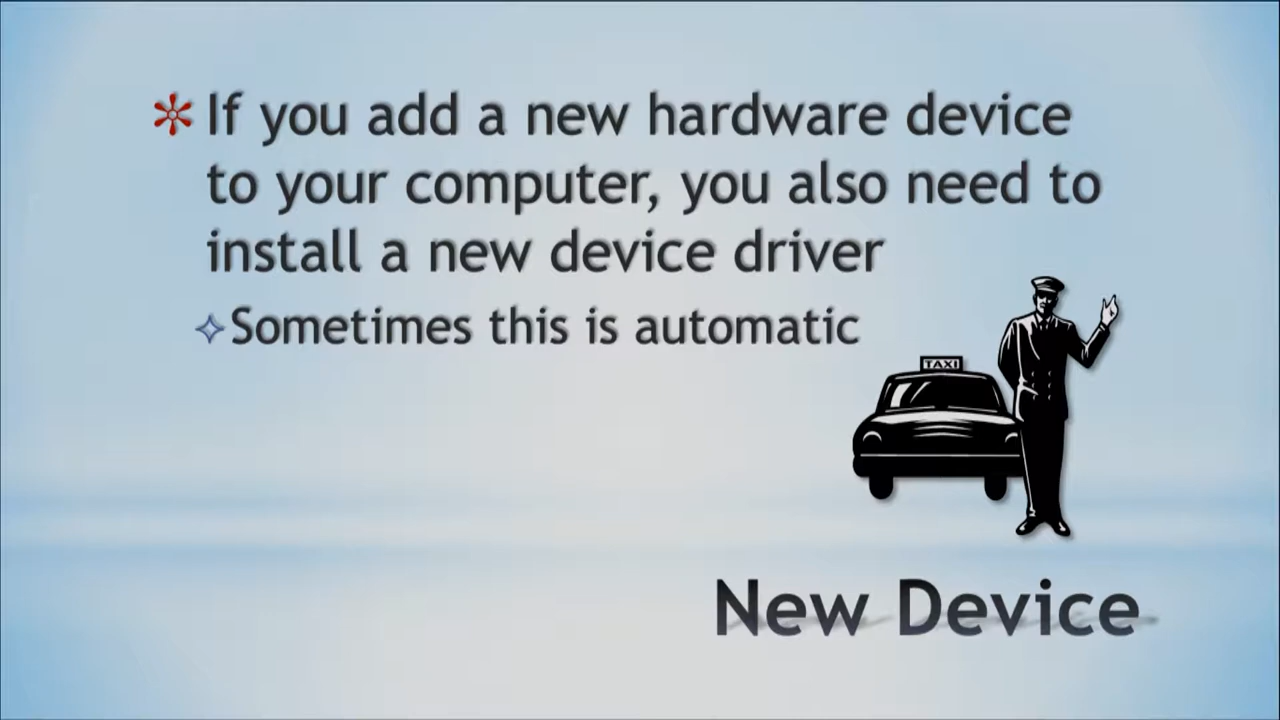 If you add a new hardware device
to your computer, you also need to
install a new device driver
Sometimes this is automatic
TAXI
New Device